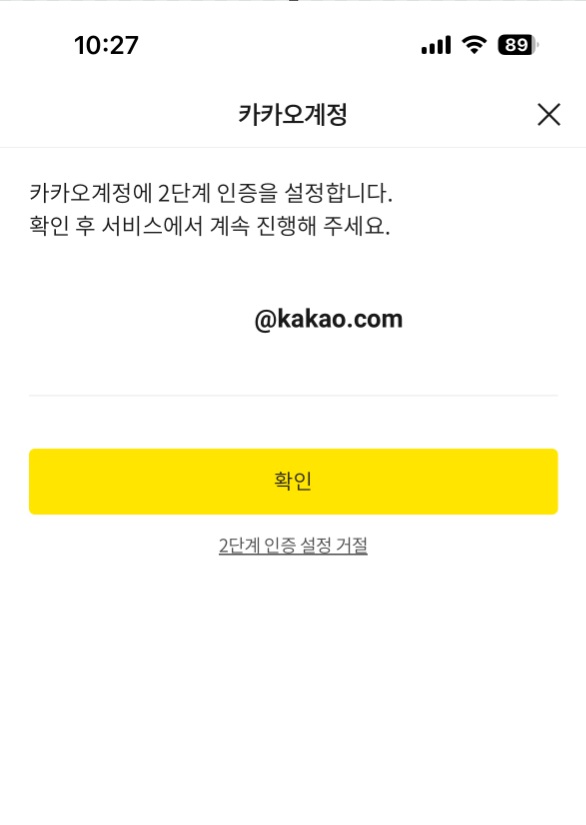 10:27
89
카카오계정
카카오계정에 2단계 인증을 설정합니다.
확인 후 서비스에서 계속 진행해 주세요.
@kakao.com
확인
2단계 인증 설정 거절